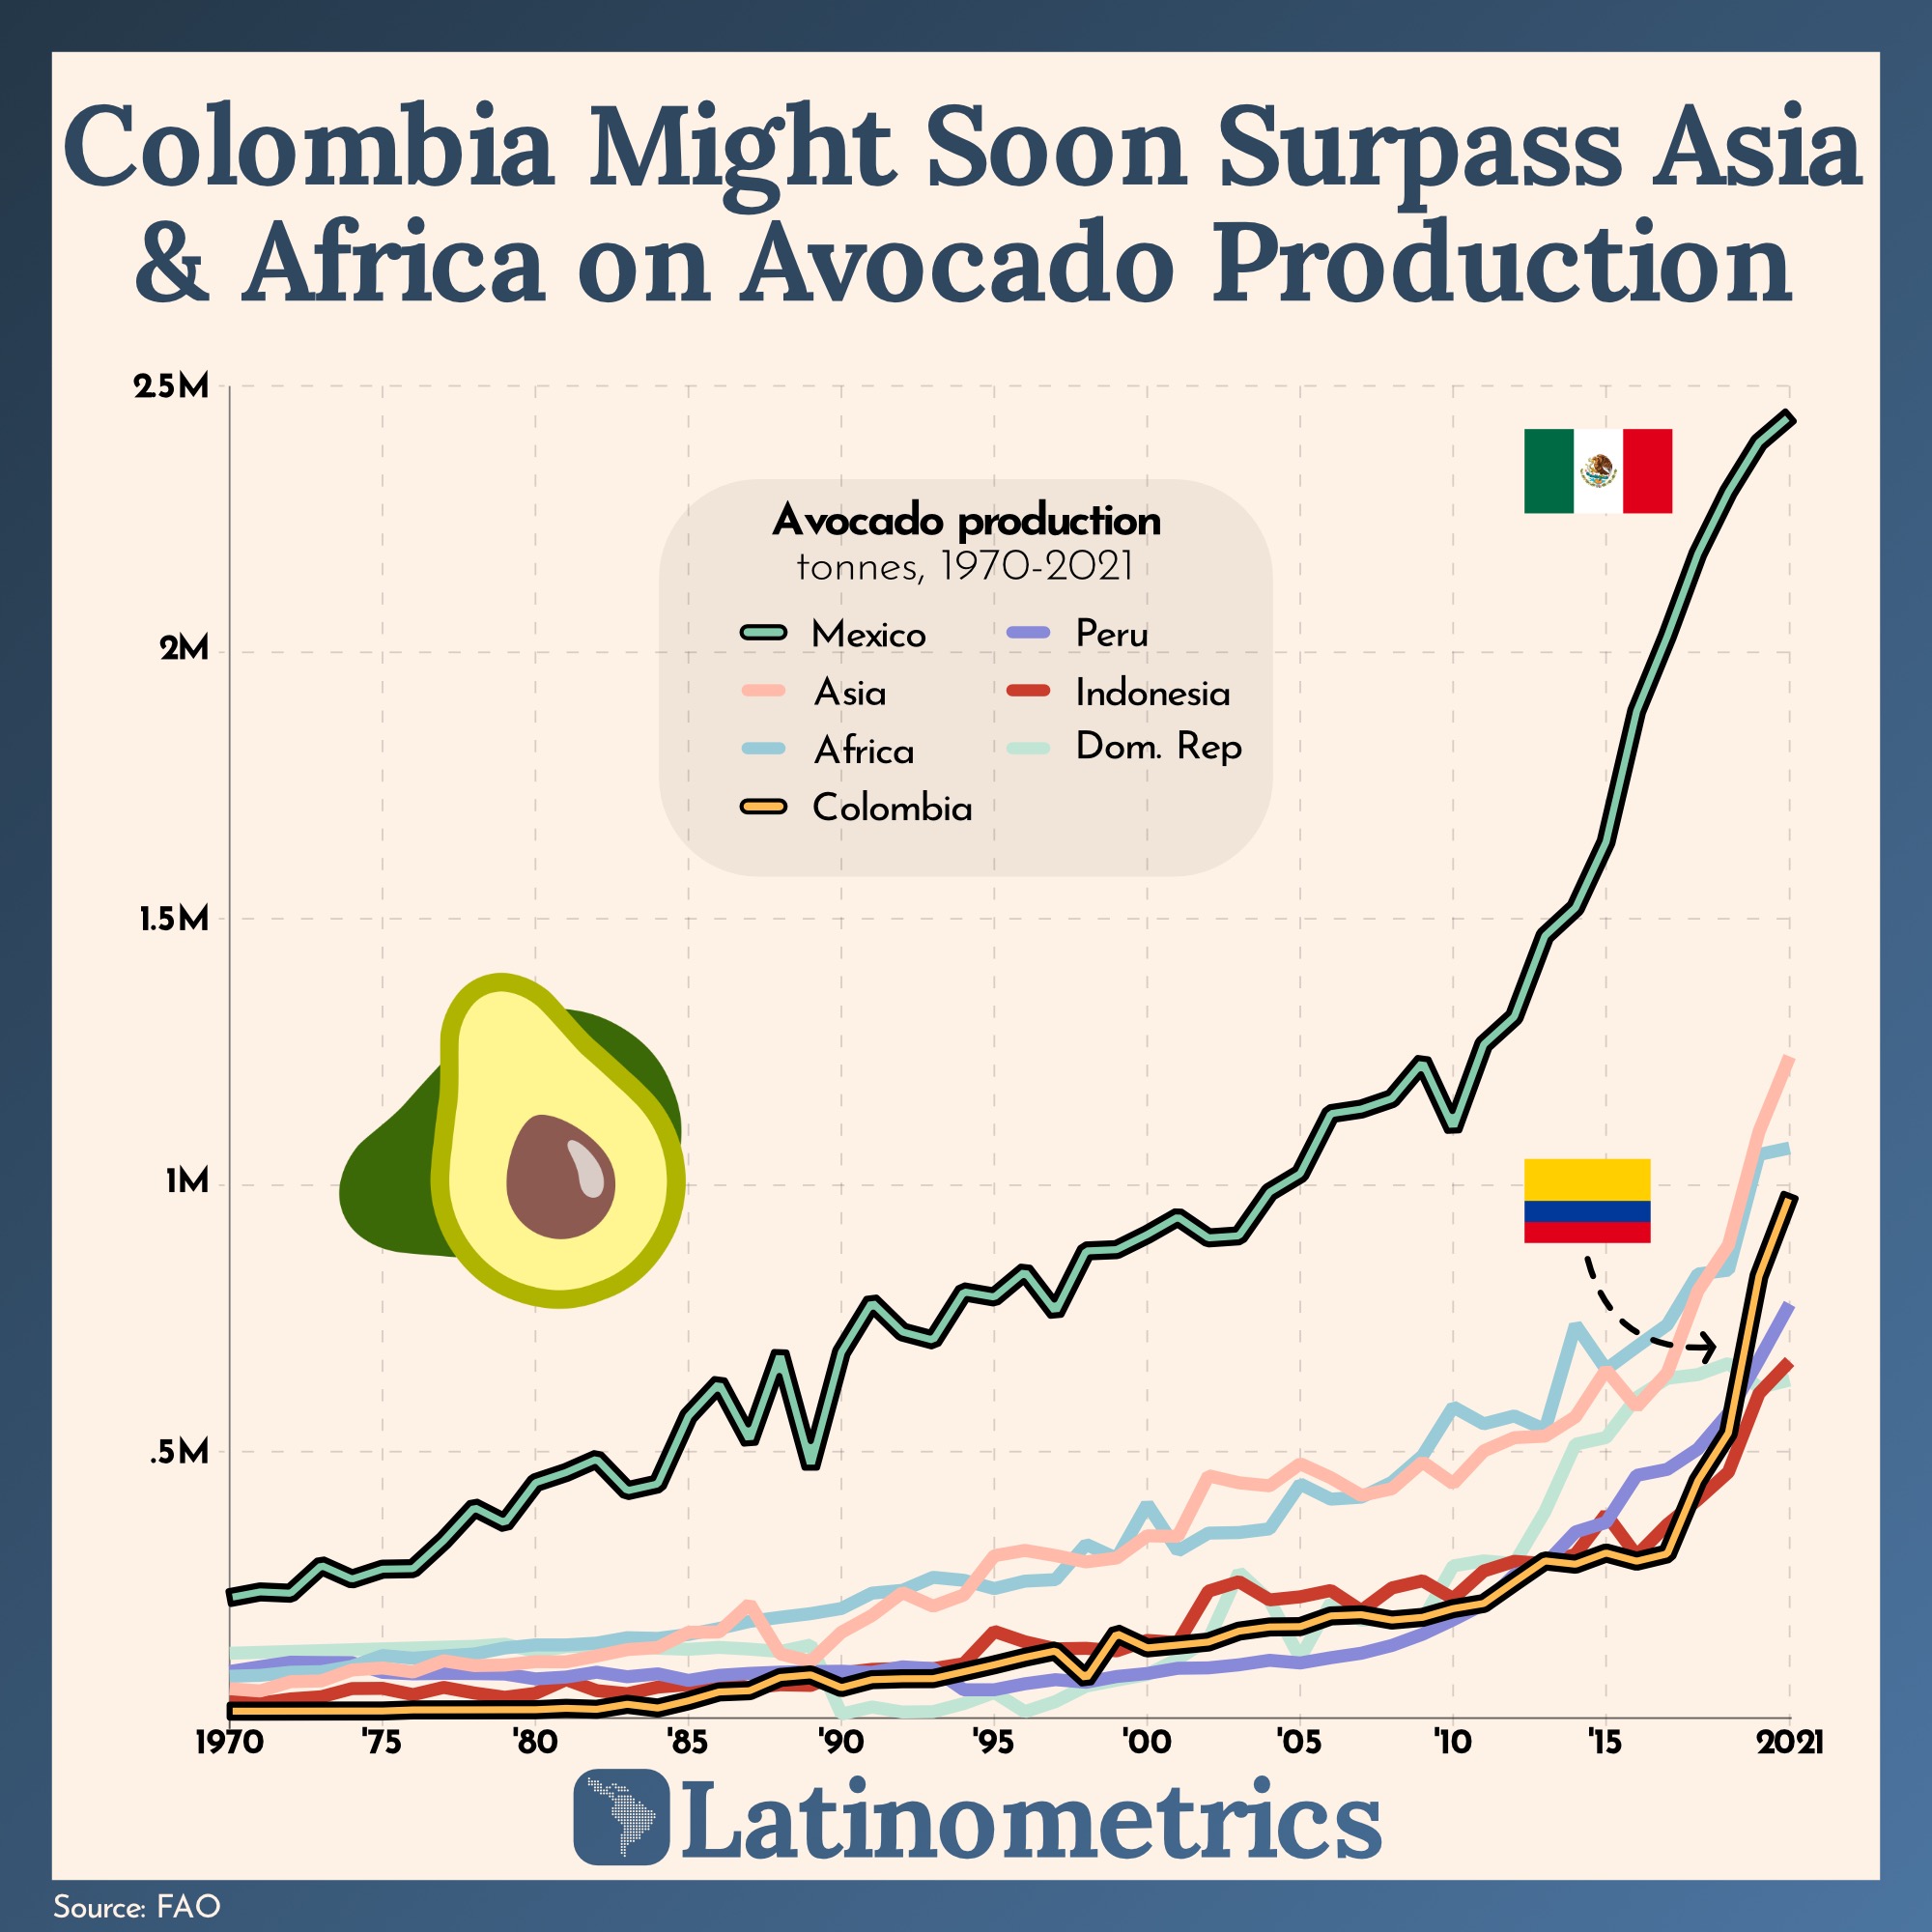 Colombia Might Soon Surpass Asia
& Africa on Avocado Production
25M
2M
1.5M
1M
.5M
Avocado production
tonnes, 1970-2021
Mexico
Peru
Asia
Indonesia
Africa
Dom. Rep
Colombia
1970 '75 '80 '85 '90 '95 '00 '05 '10 '15 2021
Latinometrics
Source: FAO